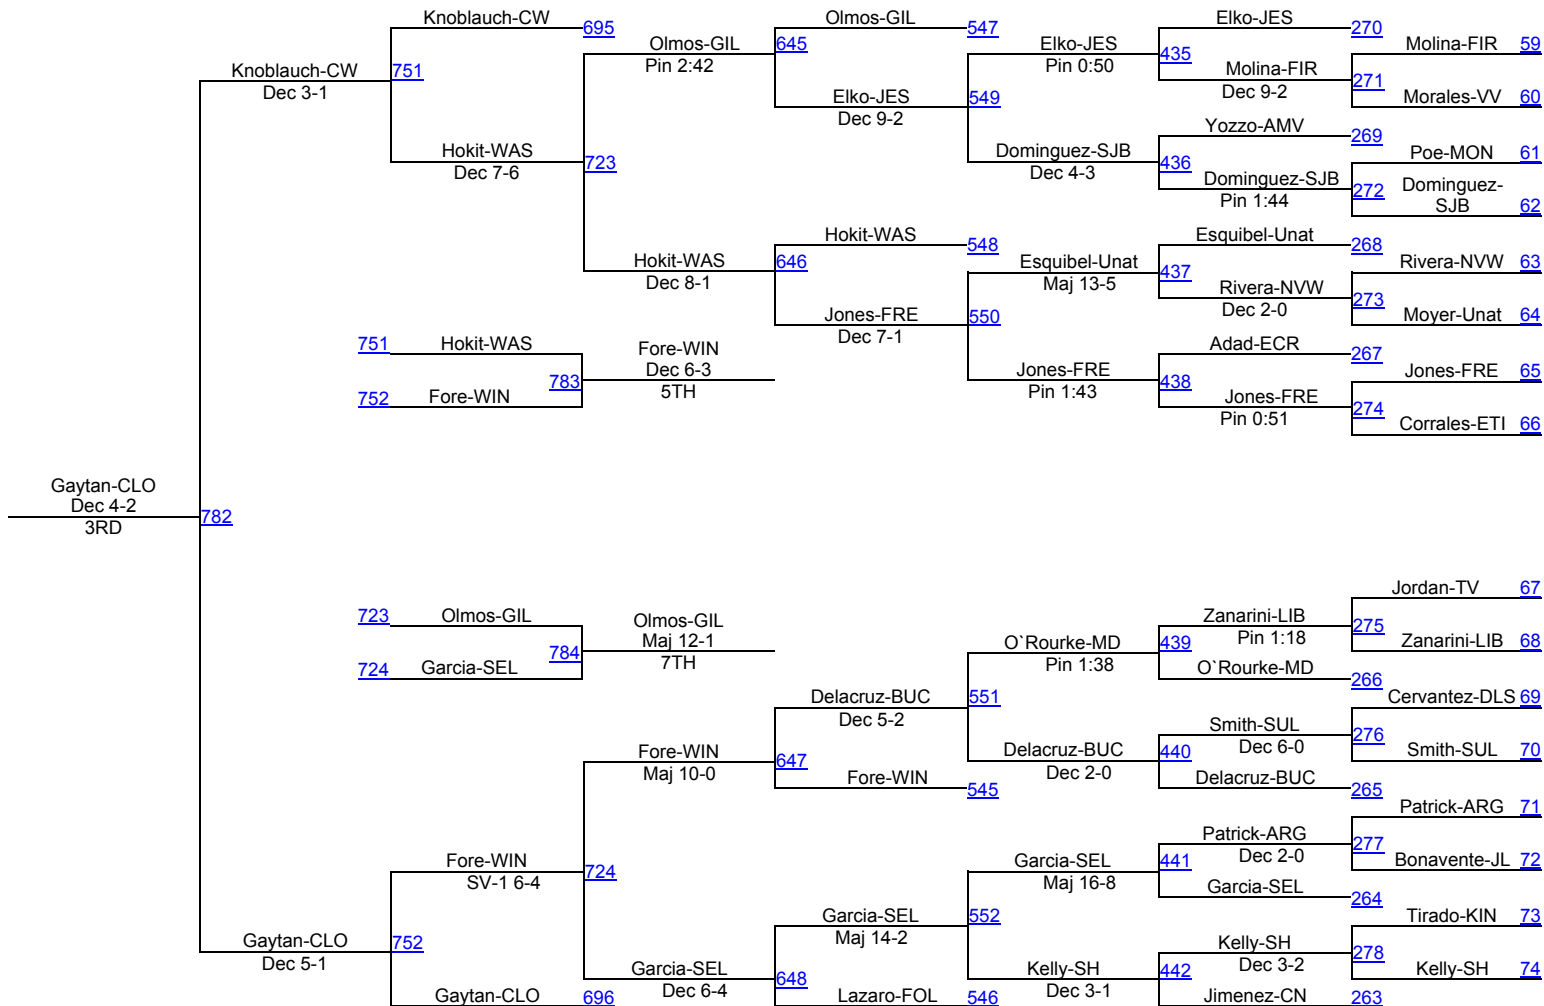 Knoblauch-CW
695
Olmos-GIL
547
Elko-JES
270
Olmos-GIL
645
Pin 2:42
Elko-JES
435
Pin 0:50
Molina-FIR
59
Knoblauch-CW
751
Dec 3-1
Molina-FIR
271
Dec 9-2
Elko-JES
549
Dec 9-2
Morales-VV
60
Yozzo-AMV
269
Hokit-WAS
723
Dec 7-6
Dominguez-SJB
436
Dec 4-3
Poe-MON
61
Dominguez-SJB
272
Pin 1:44
Dominguez-
SJB
62
Hokit-WAS
548
Esquibel-Unat
268
Hokit-WAS
646
Dec 8-1
Esquibel-Unat
437
Maj 13-5
Rivera-NVW
63
Rivera-NVW
273
Dec 2-0
Jones-FRE
550
Dec 7-1
Moyer-Unat
64
751
Hokit-WAS
783
752
Fore-WIN
Fore-WIN
Dec 6-3
5TH
Adad-ECR
267
Jones-FRE
438
Pin 1:43
Jones-FRE
65
Jones-FRE
274
Pin 0:51
Corrales-ETI
66
Gaytan-CLO
Dec 4-2
3RD
782
Jordan-TV
67
723
Olmos-GIL
784
724
Garcia-SEL
Olmos-GIL
Maj 12-1
7TH
Zanarini-LIB
275
Pin 1:18
Zanarini-LIB
68
O`Rourke-MD
439
Pin 1:38
O`Rourke-MD
266
Delacruz-BUC
551
Dec 5-2
Cervantez-DLS
69
Smith-SUL
276
Dec 6-0
Smith-SUL
70
Fore-WIN
647
Maj 10-0
Delacruz-BUC
440
Dec 2-0
Fore-WIN
545
Delacruz-BUC
265
Patrick-ARG
71
Patrick-ARG
277
Dec 2-0
Fore-WIN
724
SV-1 6-4
Garcia-SEL
441
Maj 16-8
Bonavente-JL
72
Garcia-SEL
264
Garcia-SEL
552
Maj 14-2
Tirado-KIN
73
Gaytan-CLO
752
Dec 5-1
Kelly-SH
278
Dec 3-2
Garcia-SEL
648
Dec 6-4
Kelly-SH
442
Dec 3-1
Kelly-SH
74
Gaytan-CLO
696
Lazaro-FOL
546
Jimenez-CN
263